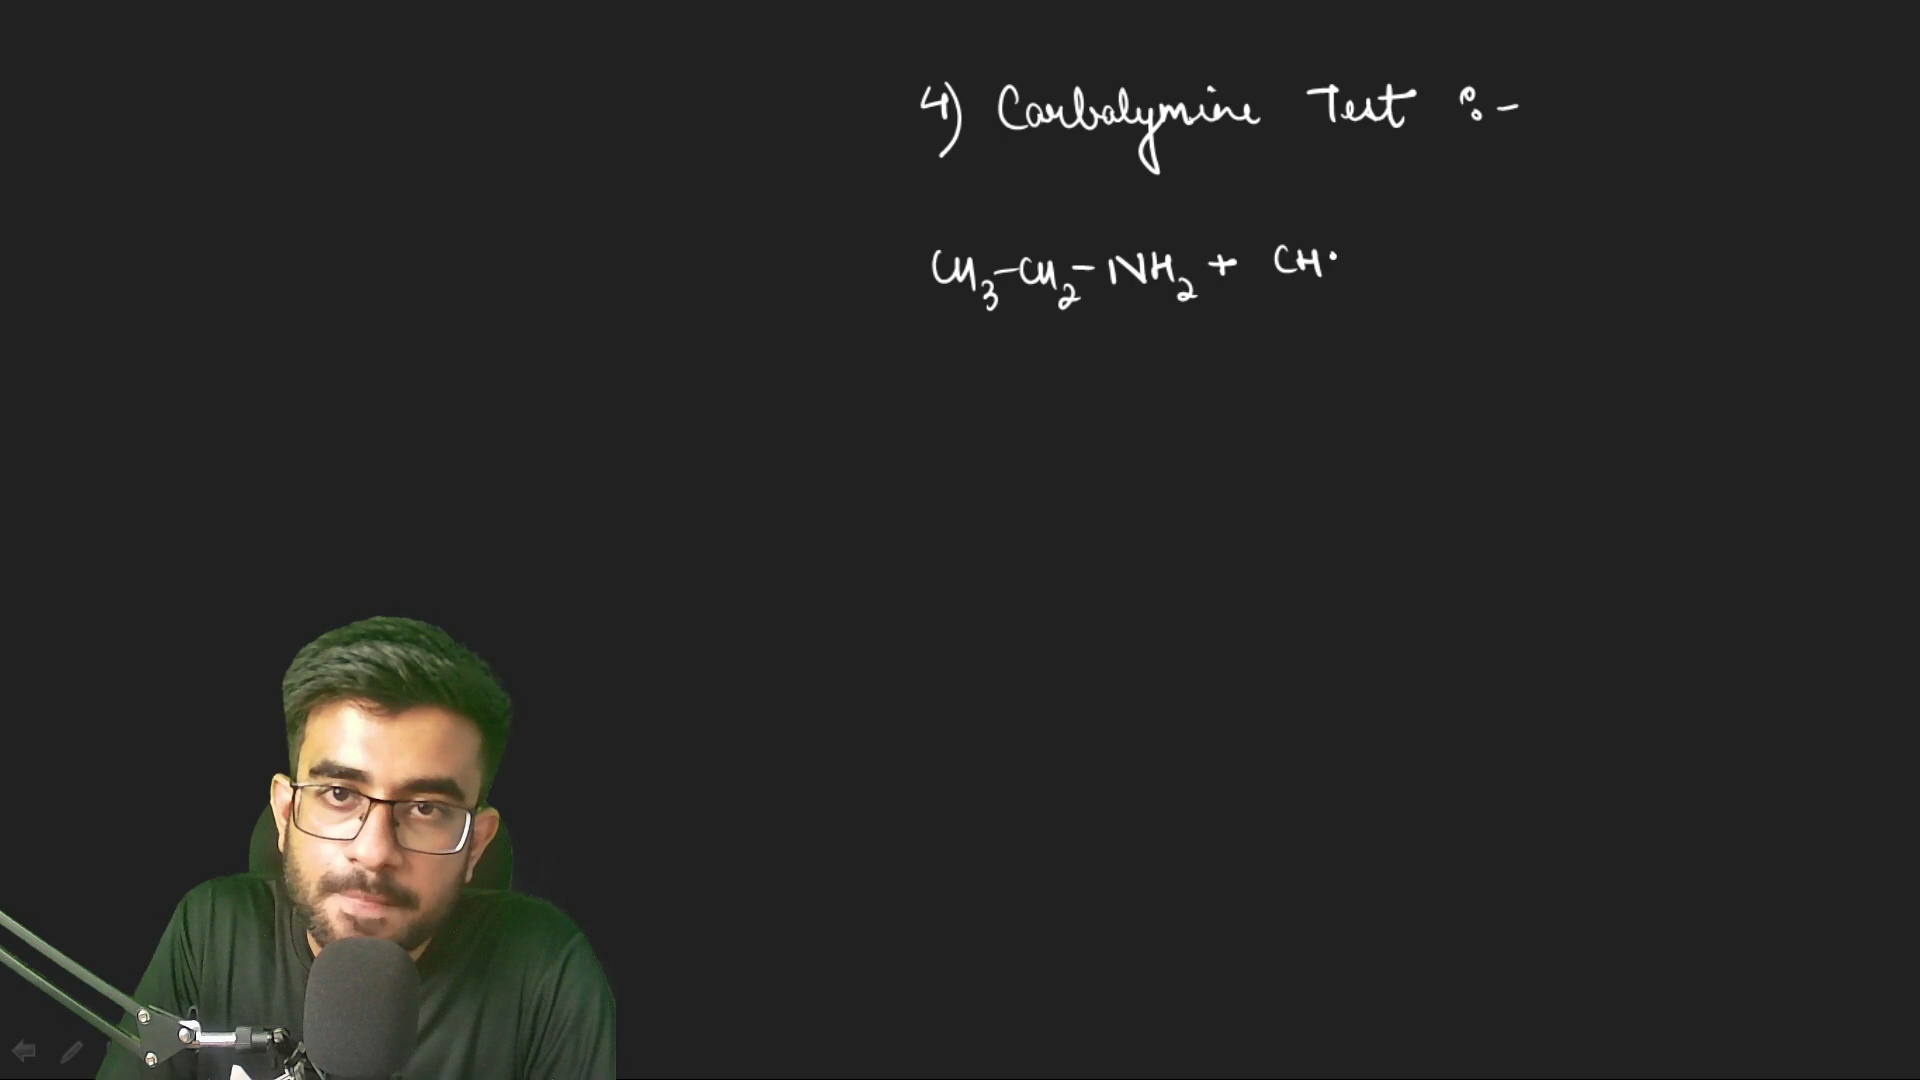 4) Carbalymine Test :-
CH3-CH2-NH2 + CH